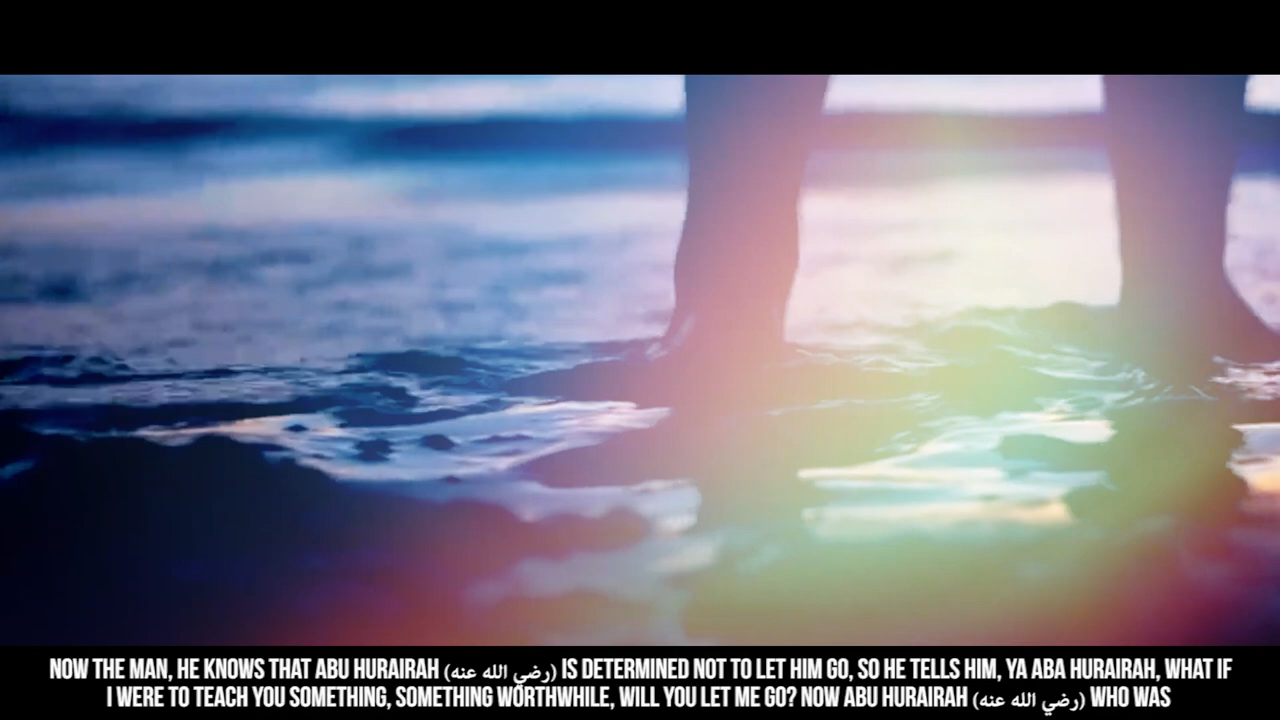 NOW THE MAN, HE KNOWS THAT ABU HURAIRAH (رضي الله عنه) IS DETERMINED NOT TO LET HIM GO, SO HE TELLS HIM, YA ABA HURAIRAH, WHAT IF
I WERE TO TEACH YOU SOMETHING, SOMETHING WORTHWHILE, WILL YOU LET ME GO? NOW ABU HURAIRAH (رضي الله عنه) WHO WAS